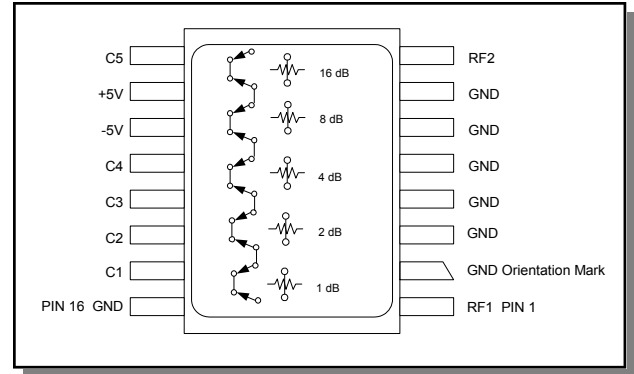 C5
+5V
-5V
C4
C3
C2
C1
PIN 16 GND
16 dB
8 dB
4 dB
2 dB
1 dB
RF2
GND
GND
GND
GND
GND
GND Orientation Mark
RF1 PIN 1